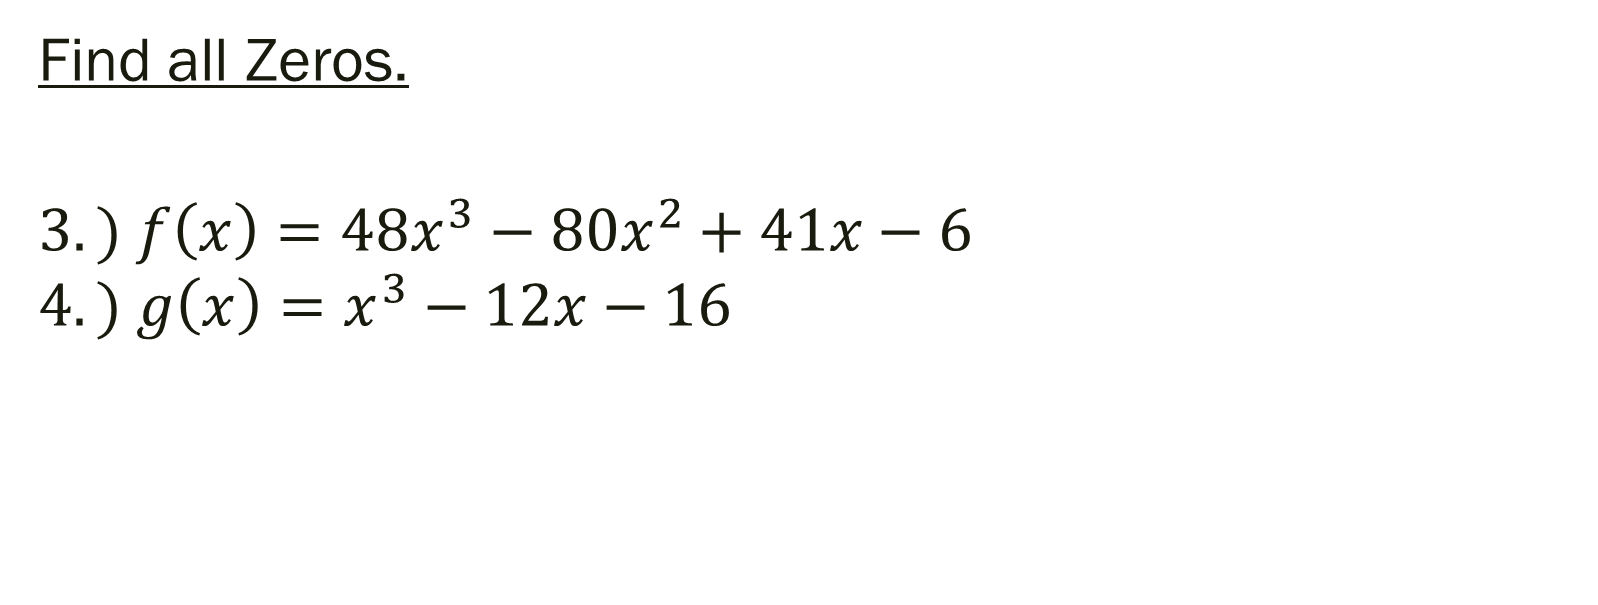 Find all Zeros.
3.) f(x) = 48x³ − 80x² + 41x − 6
4.) g(x) = x³ − 12x − 16